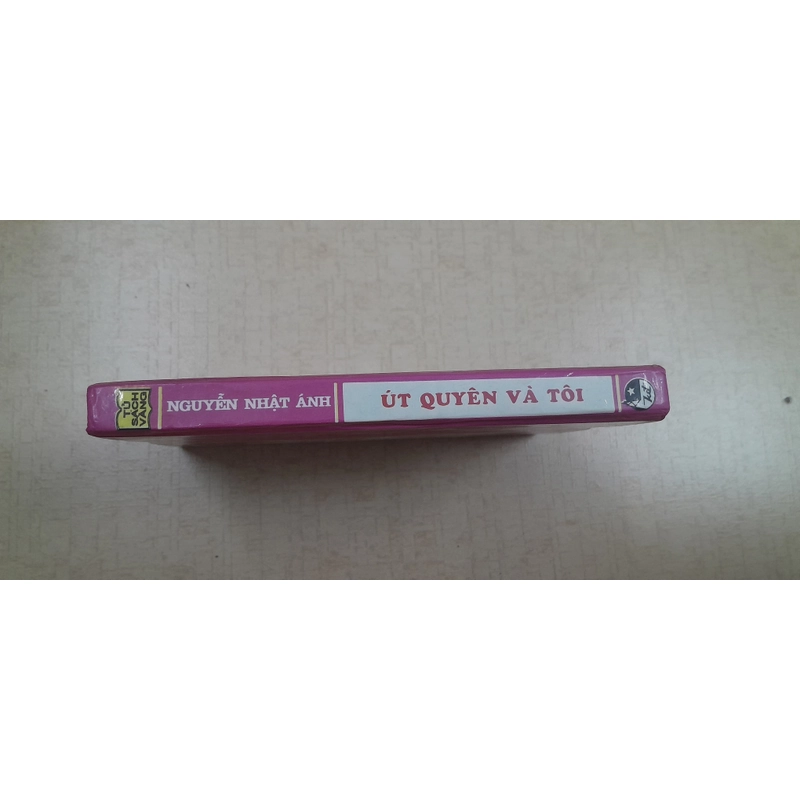 TỦ
SÁCH
VÀNG
NGUYỄN NHẬT ÁNH
ÚT QUYÊN VÀ TÔI